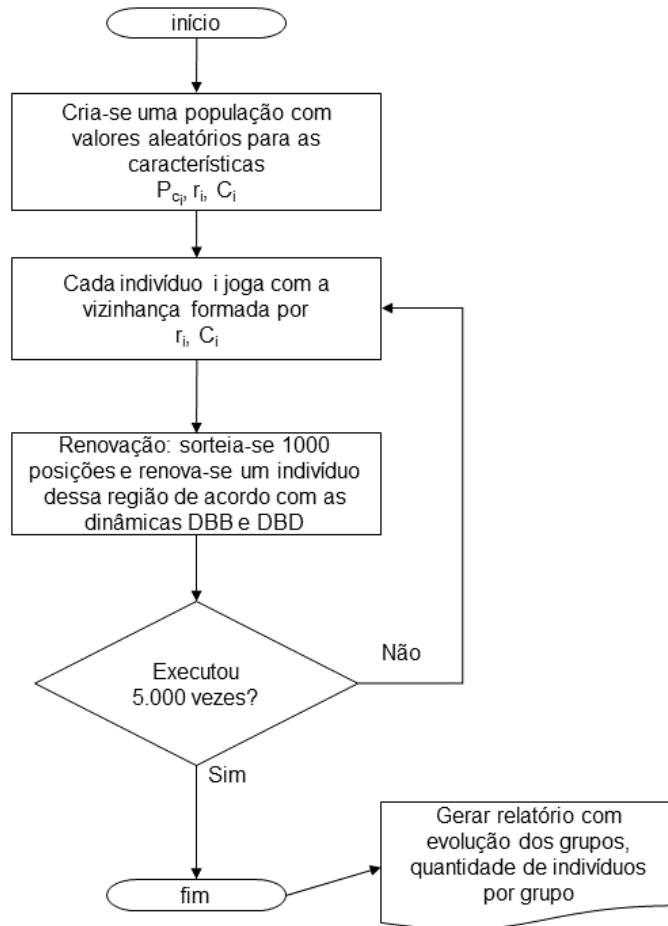 início
Cria-se uma população com
valores aleatórios para as
características
Pcᵢ, rᵢ, Cᵢ
Cada indivíduo i joga com a
vizinhança formada por
rᵢ, Cᵢ
Renovação: sorteia-se 1000
posições e renova-se um indivíduo
dessa região de acordo com as
dinâmicas DBB e DBD
Executou
5.000 vezes?
Não
Sim
fim
Gerar relatório com
evolução dos grupos,
quantidade de indivíduos
por grupo